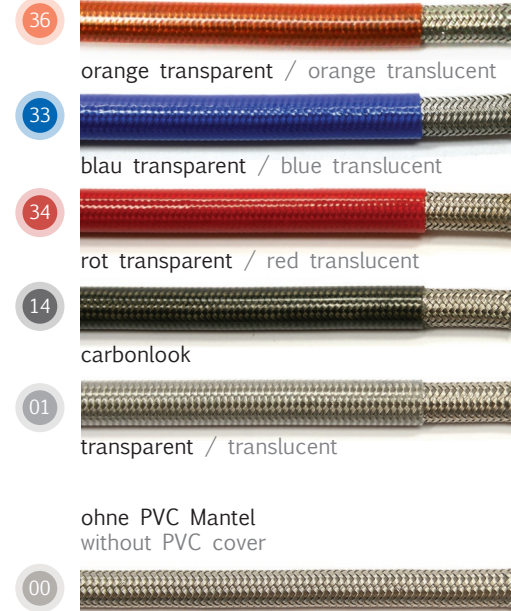 36
orange transparent / orange translucent
33
blau transparent / blue translucent
34
rot transparent / red translucent
14
carbonlook
01
transparent / translucent
ohne PVC Mantel
without PVC cover
00